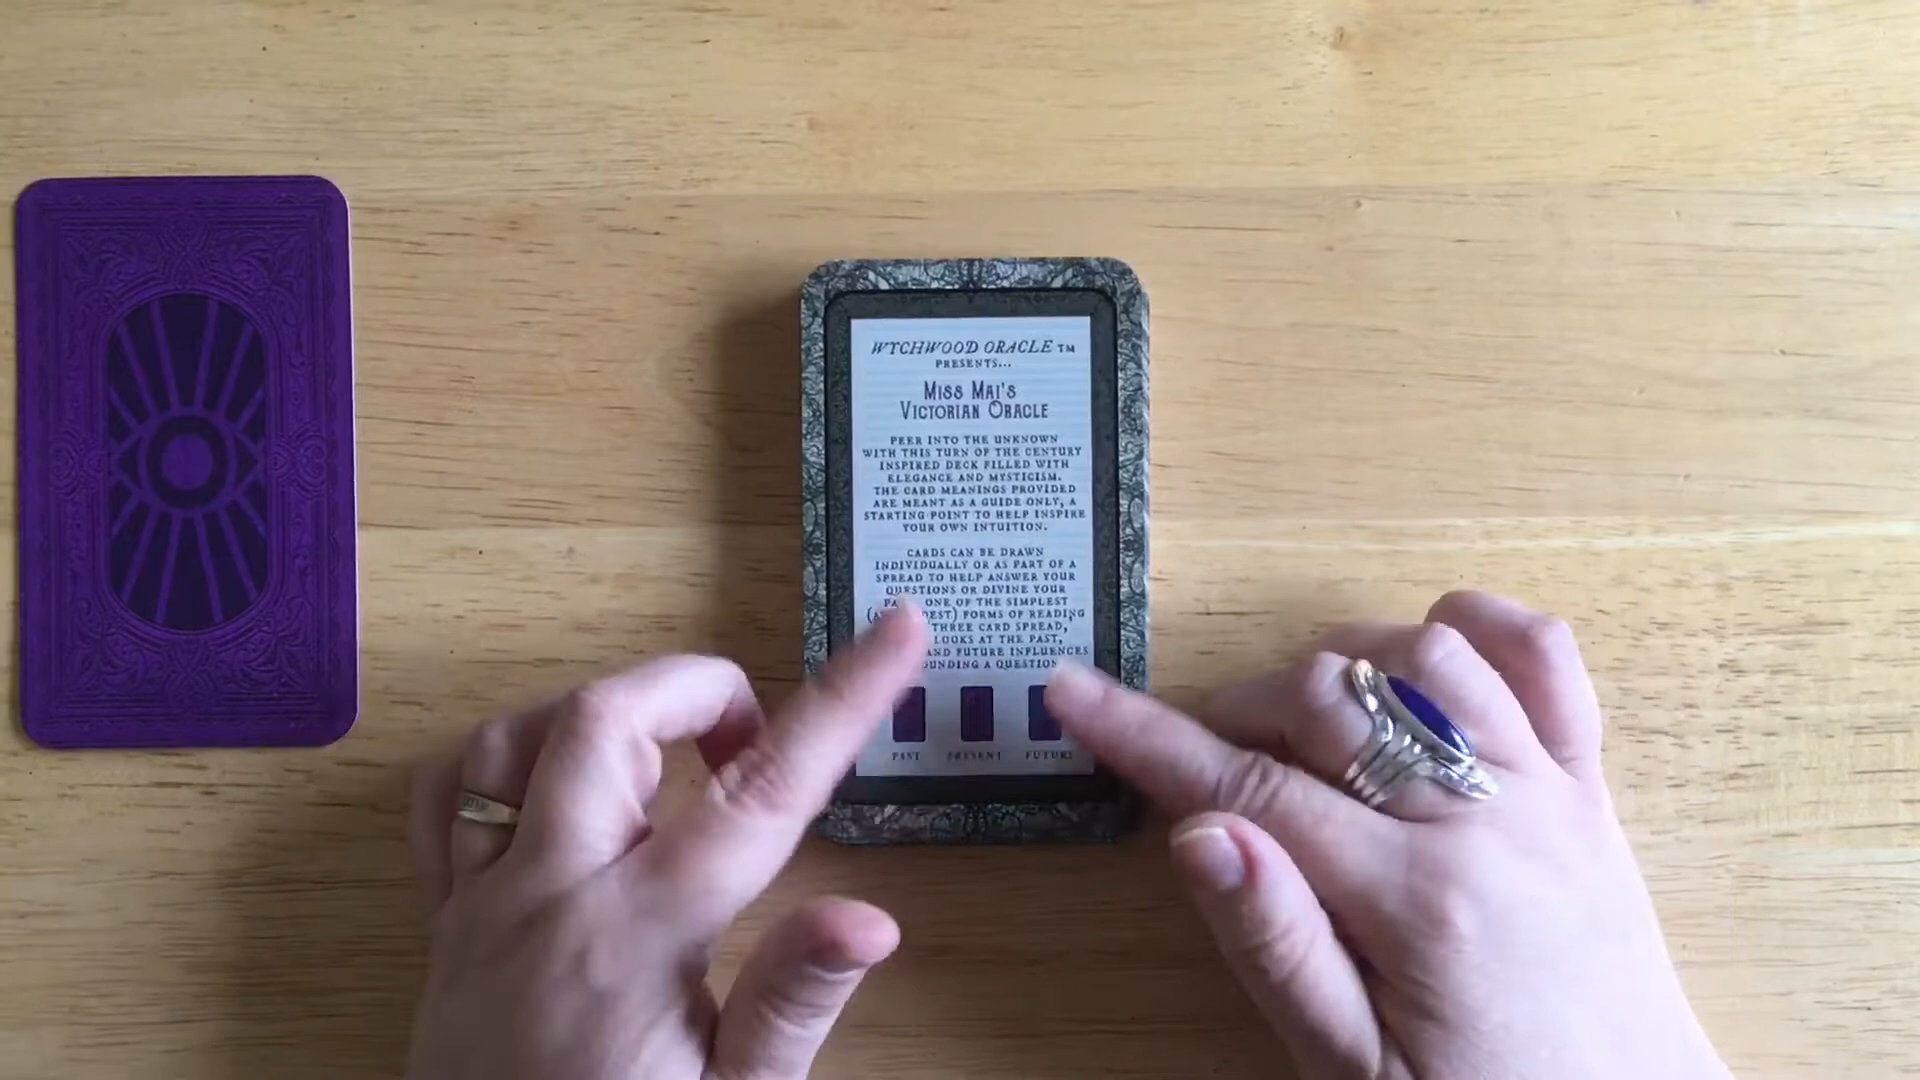 WYTCHWOOD ORACLE TM
PRESENTS...
MISS MAI'S
VICTORIAN ORACLE
PEER INTO THE UNKNOWN
WITH THIS TURN OF THE CENTURY
INSPIRED DECK FILLED WITH
ELEGANCE AND MYSTICISM.
THE CARD MEANINGS PROVIDED
ARE MEANT AS A GUIDE ONLY, A
STARTING POINT TO HELP INSPIRE
YOUR OWN INTUITION.
CARDS CAN BE DRAWN
INDIVIDUALLY OR AS PART OF A
SPREAD TO HELP ANSWER YOUR
QUESTIONS OR DIVINE YOUR
ONE OF THE SIMPLEST
FORMS OF READING
THREE CARD SPREAD,
LOOKS AT THE PAST,
AND FUTURE INFLUENCES
A QUESTION
PAST PRESENT FUTURE